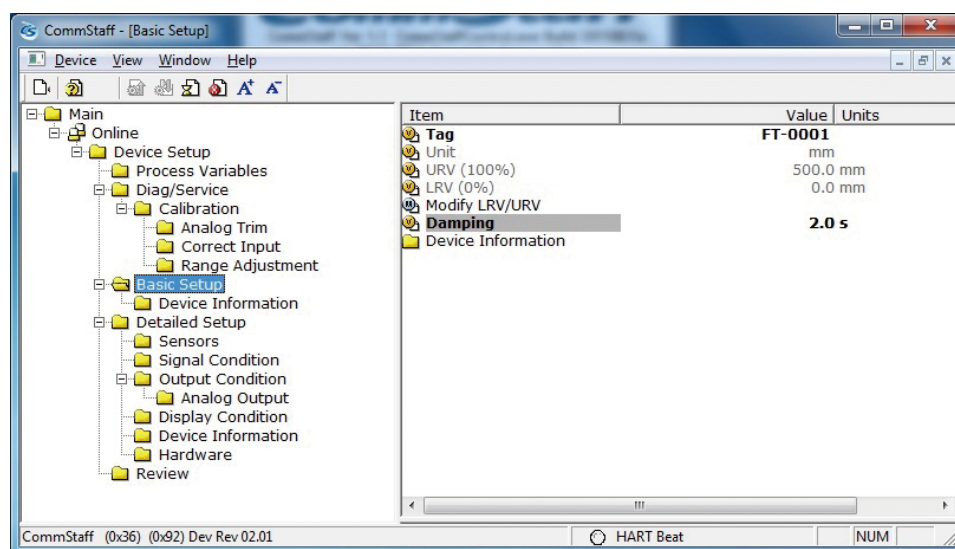 CommStaff - [Basic Setup]
Device View Window Help
Main
Online
Device Setup
Process Variables
Diag/Service
Calibration
Analog Trim
Correct Input
Range Adjustment
Basic Setup
Device Information
Detailed Setup
Sensors
Signal Condition
Output Condition
Analog Output
Display Condition
Device Information
Hardware
Review
Item Value Units
Tag FT-0001
Unit mm
URV (100%) 500.0 mm
LRV (0%) 0.0 mm
Modify LRV/URV
Damping 2.0 s
Device Information
CommStaff (0x36) (0x92) Dev Rev 02.01 HART Beat NUM